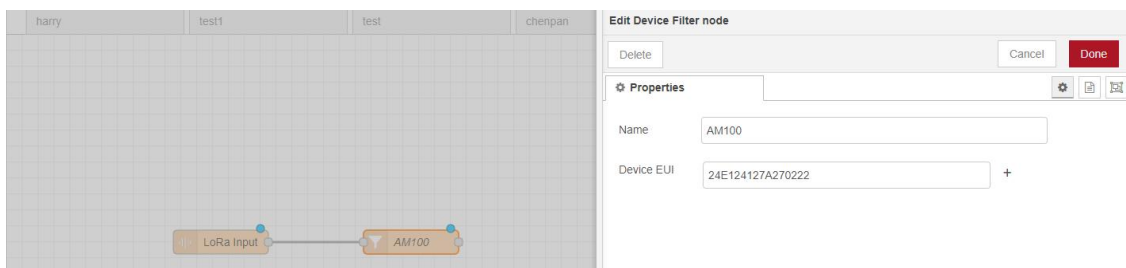 harry test1 test chenpan
Edit Device Filter node
Delete Cancel Done
Properties
Name AM100
Device EUI 24E124127A270222 +
LoRa Input AM100